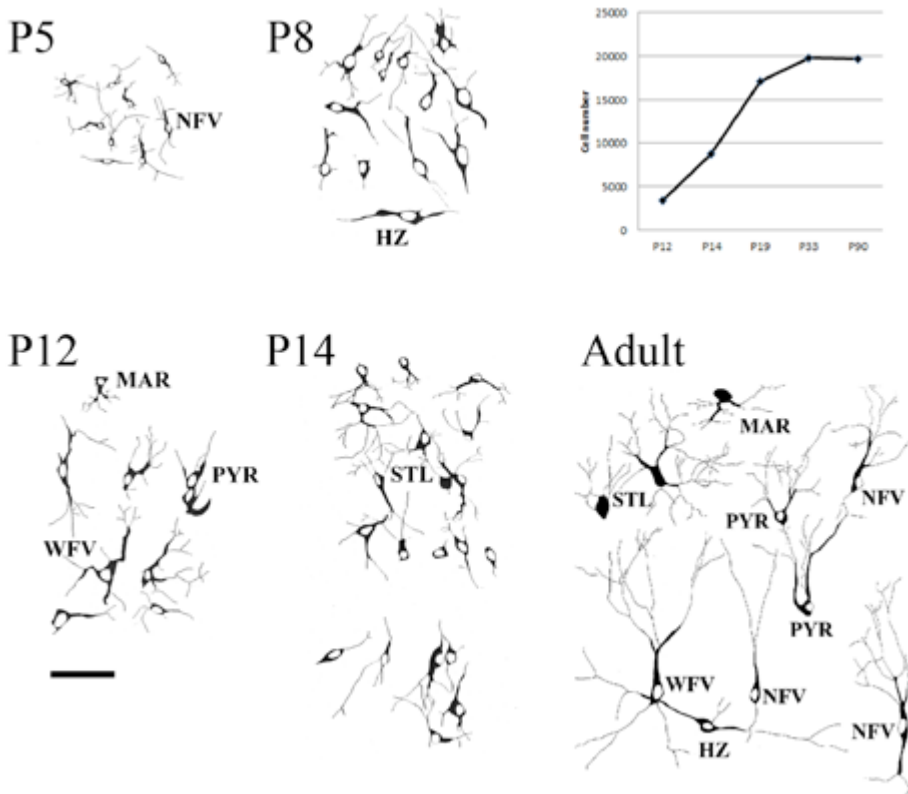 P5
NFV
P8
HZ
Cell number
25000
20000
15000
10000
5000
0
P12 P14 P19 P33 P90
P12
MAR
PYR
WFV
P14
STL
Adult
MAR
STL
PYR
NFV
PYR
WFV
NFV
HZ
NFV